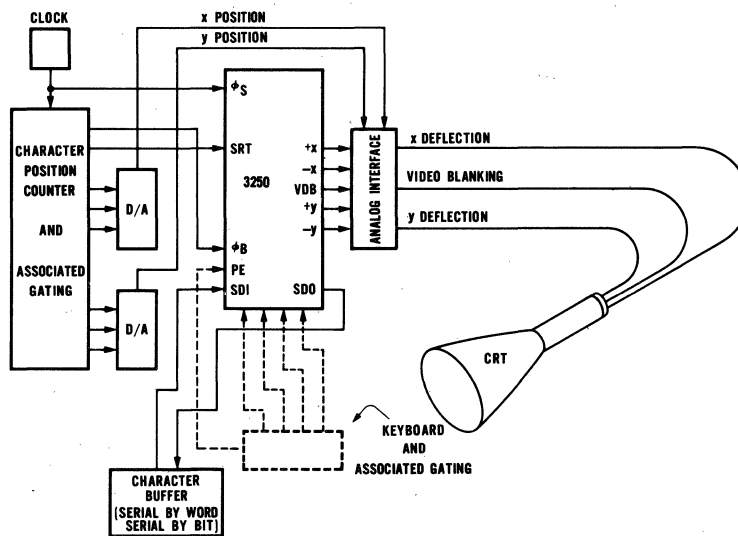 CLOCK
x POSITION
y POSITION
ϕS
CHARACTER
POSITION
COUNTER
AND
ASSOCIATED
GATING
D/A
D/A
SRT
3250
ϕB
PE
SDI
SDO
+x
−x
VDB
+y
−y
ANALOG INTERFACE
x DEFLECTION
VIDEO BLANKING
y DEFLECTION
CRT
KEYBOARD
AND
ASSOCIATED GATING
CHARACTER
BUFFER
(SERIAL BY WORD
SERIAL BY BIT)